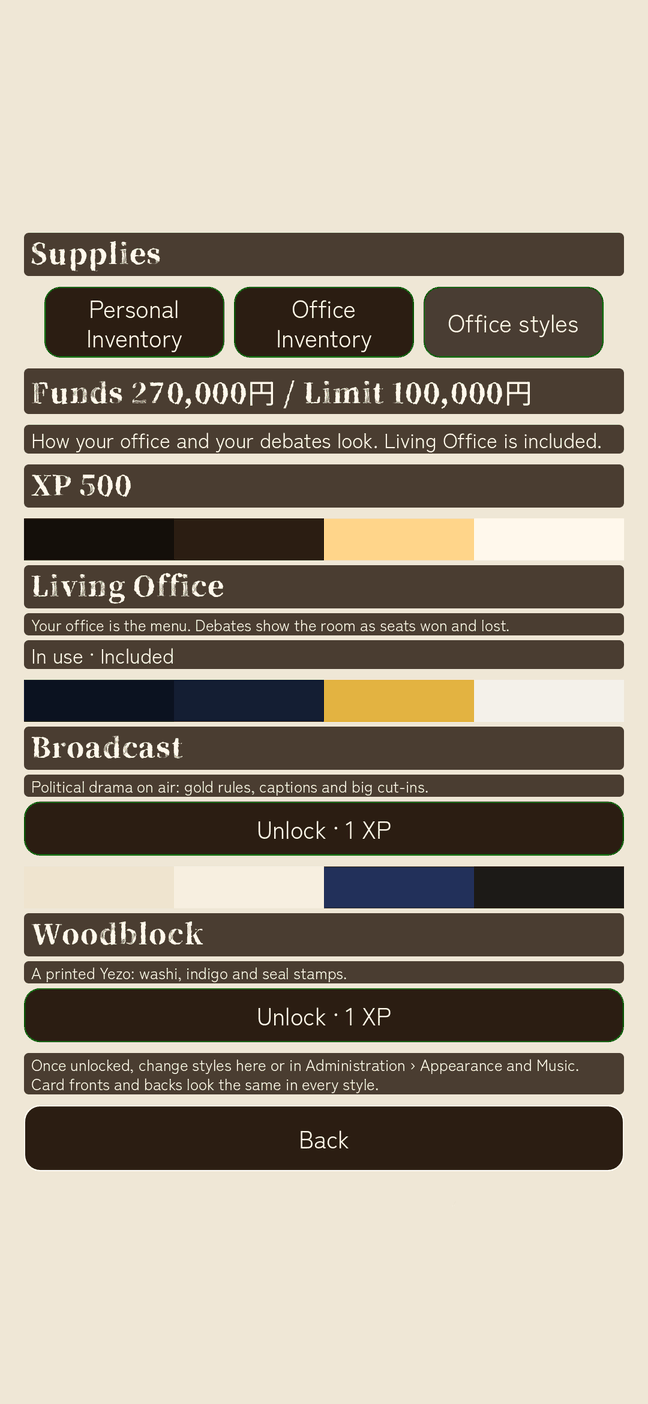 Supplies
Personal
Inventory
Office
Inventory
Office styles
Funds 270,000円 / Limit 100,000円
How your office and your debates look. Living Office is included.
XP 500
Living Office
Your office is the menu. Debates show the room as seats won and lost.
In use · Included
Broadcast
Political drama on air: gold rules, captions and big cut-ins.
Unlock · 1 XP
Woodblock
A printed Yezo: washi, indigo and seal stamps.
Unlock · 1 XP
Once unlocked, change styles here or in Administration › Appearance and Music.
Card fronts and backs look the same in every style.
Back